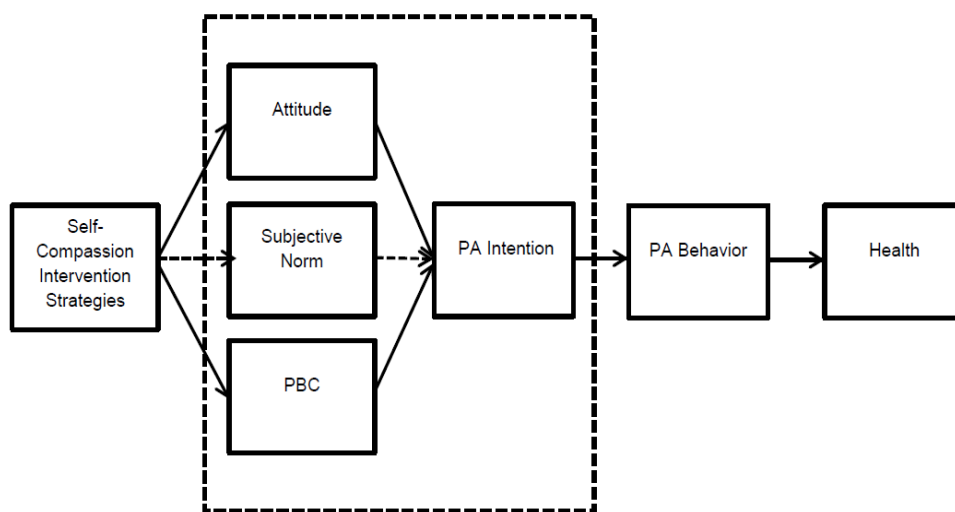 Attitude
Self-
Compassion
Intervention
Strategies
Subjective
Norm
PA Intention
PA Behavior
Health
PBC